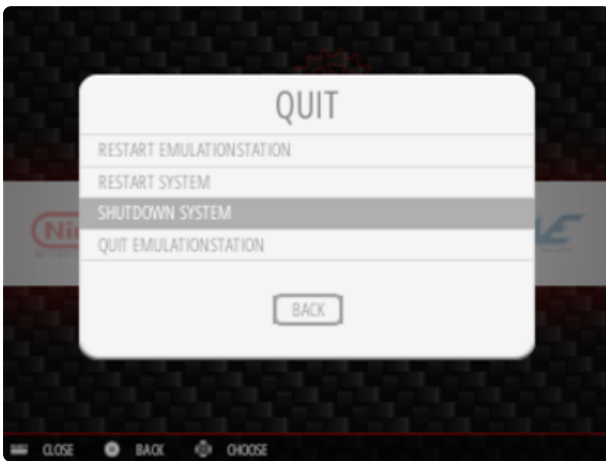 QUIT
RESTART EMULATIONSTATION
RESTART SYSTEM
SHUTDOWN SYSTEM
QUIT EMULATIONSTATION
BACK
CLOSE BACK CHOOSE